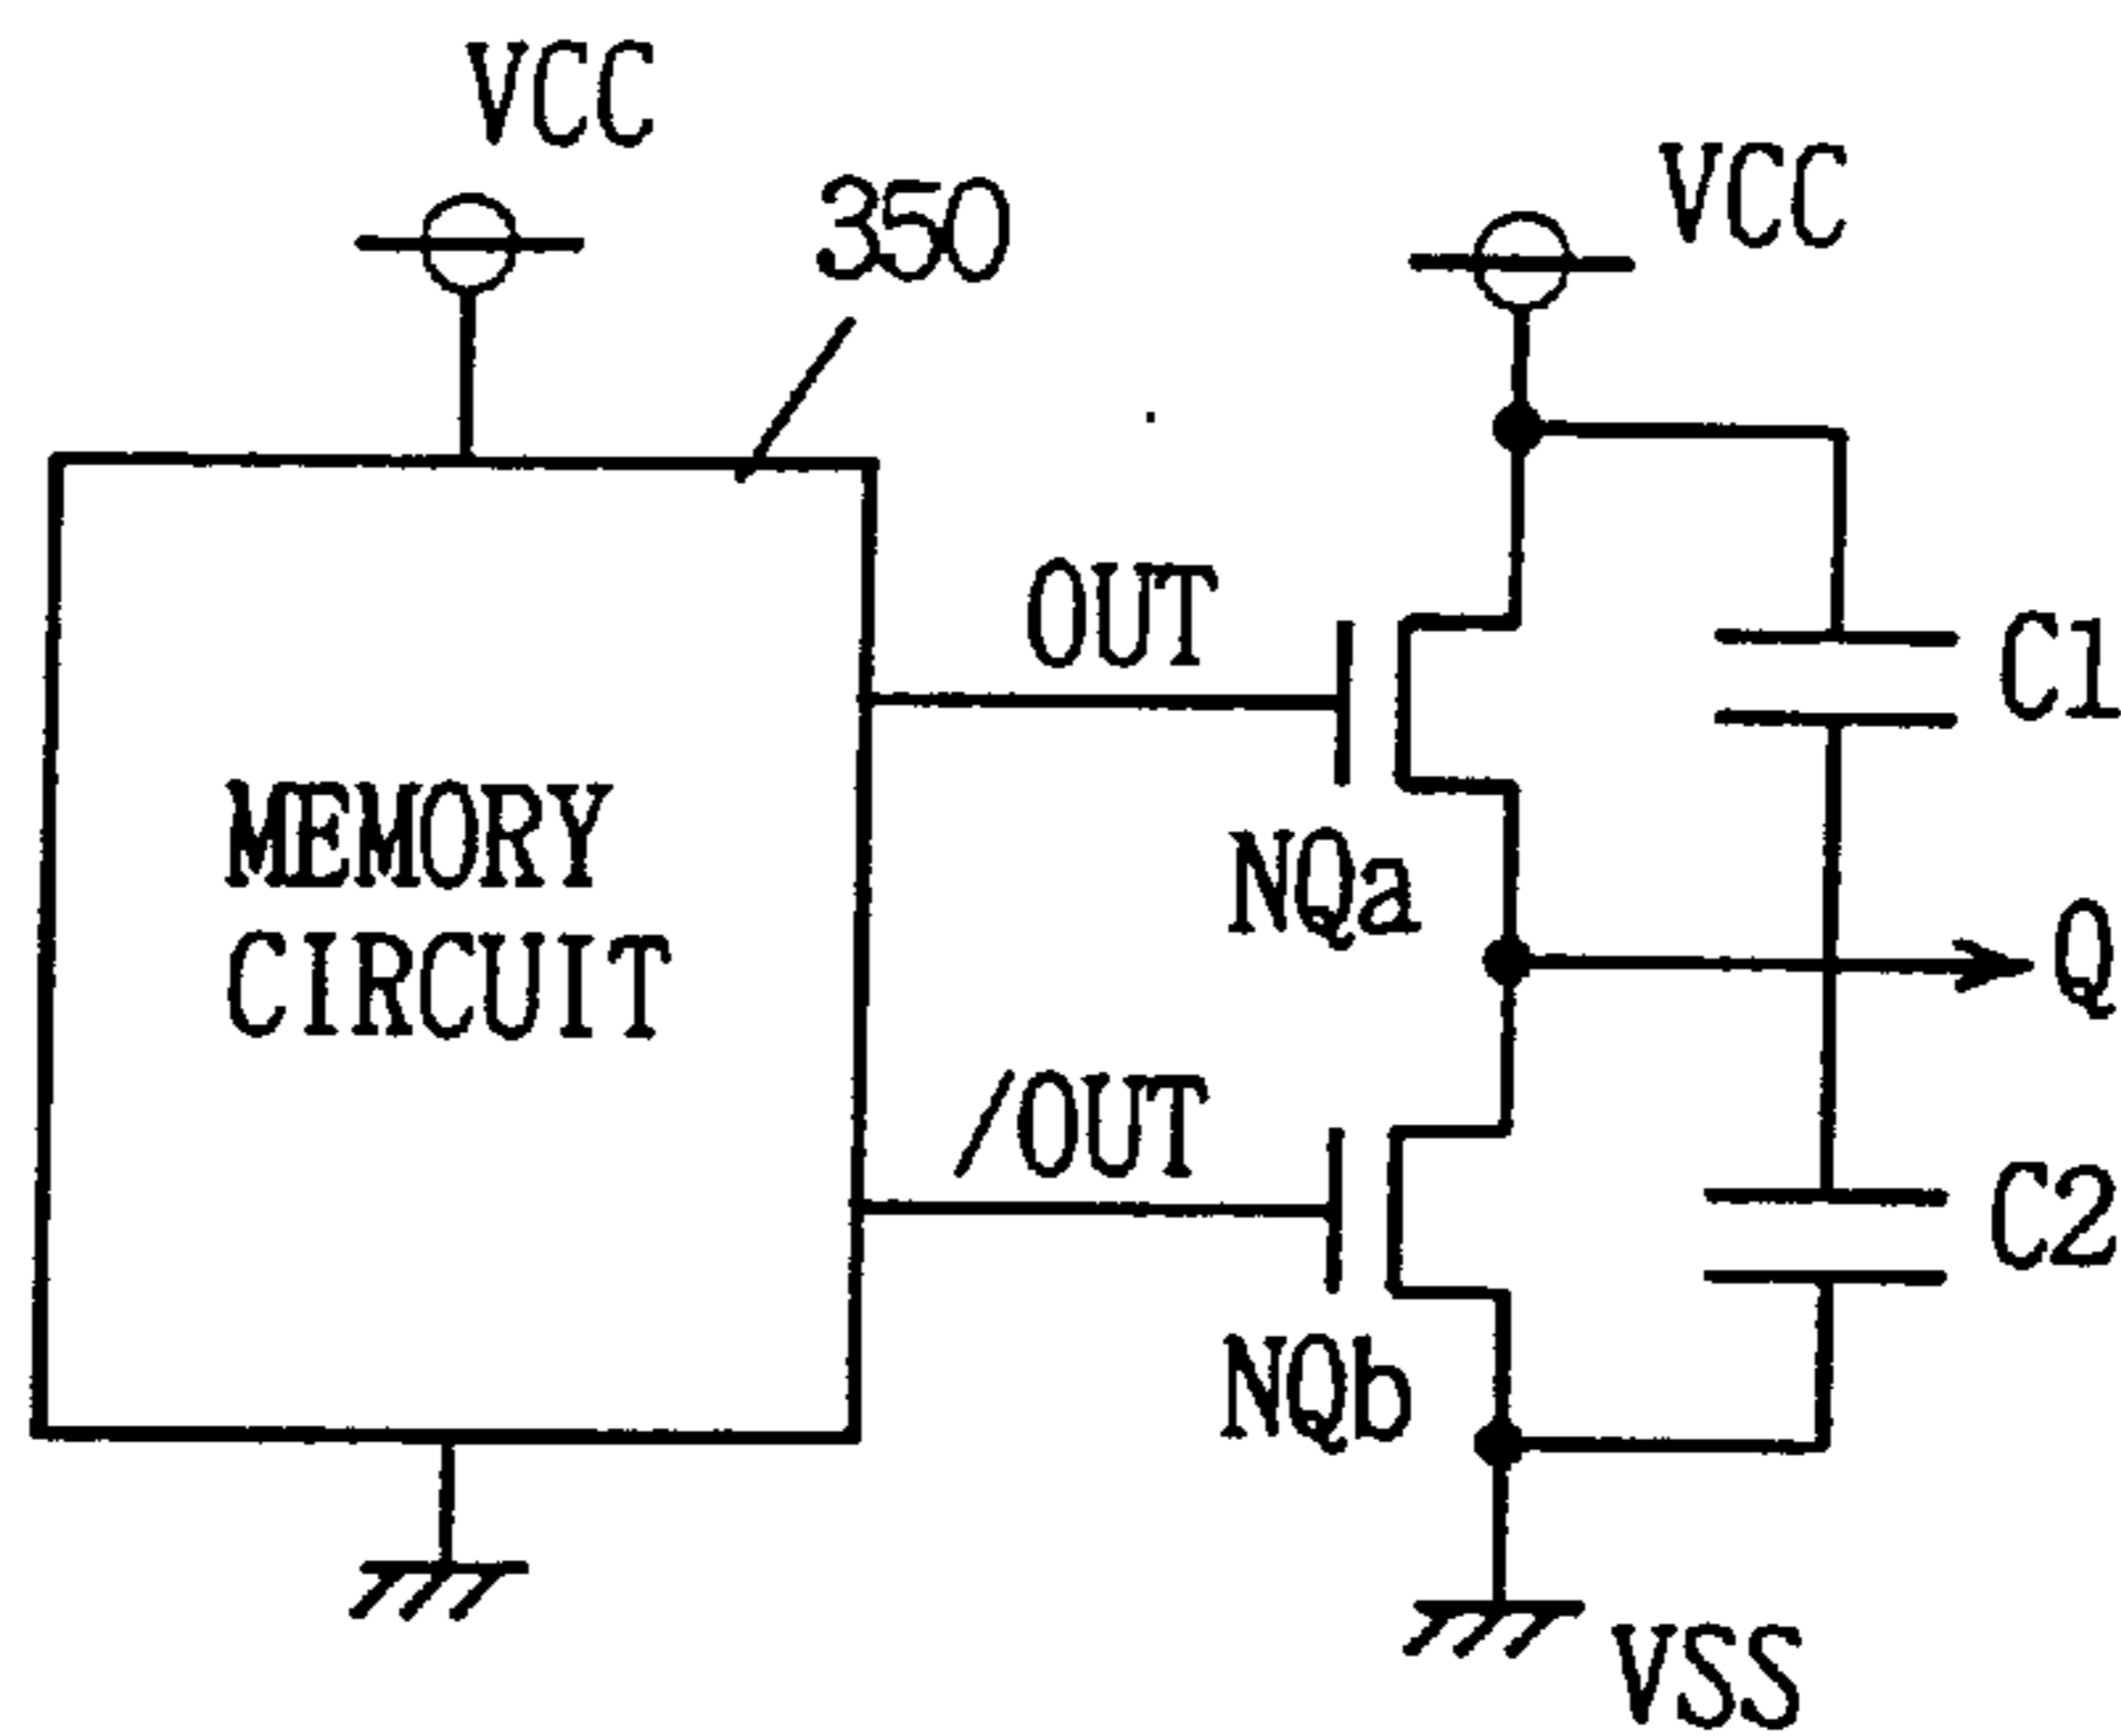 VCC
350
VCC
OUT
C1
MEMORY
CIRCUIT
NQa
Q
/OUT
C2
NQb
VSS